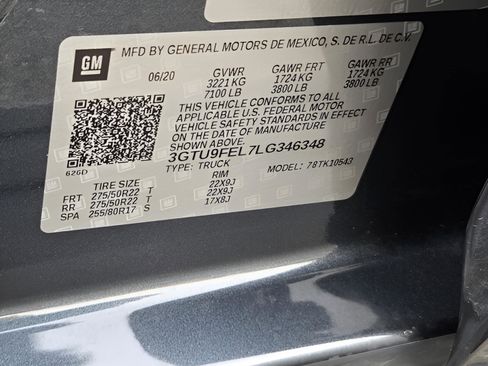 GM
MFD BY GENERAL MOTORS DE MEXICO, S. DE R.L. DE C.V.
06/20 GVWR GAWR FRT GAWR RR
3221 KG 1724 KG 1724 KG
7100 LB 3800 LB 3800 LB
THIS VEHICLE CONFORMS TO ALL
APPLICABLE U.S. FEDERAL MOTOR
VEHICLE SAFETY STANDARDS IN EFFECT ON
THE DATE OF MANUFACTURE SHOWN ABOVE.
3GTU9FEL7LG346348
626D TYPE: TRUCK MODEL: 78TK10543
TIRE SIZE RIM
FRT 275/50R22 T 22X9J
RR 275/50R22 T 22X9J
SPA 255/80R17 S 17X8J